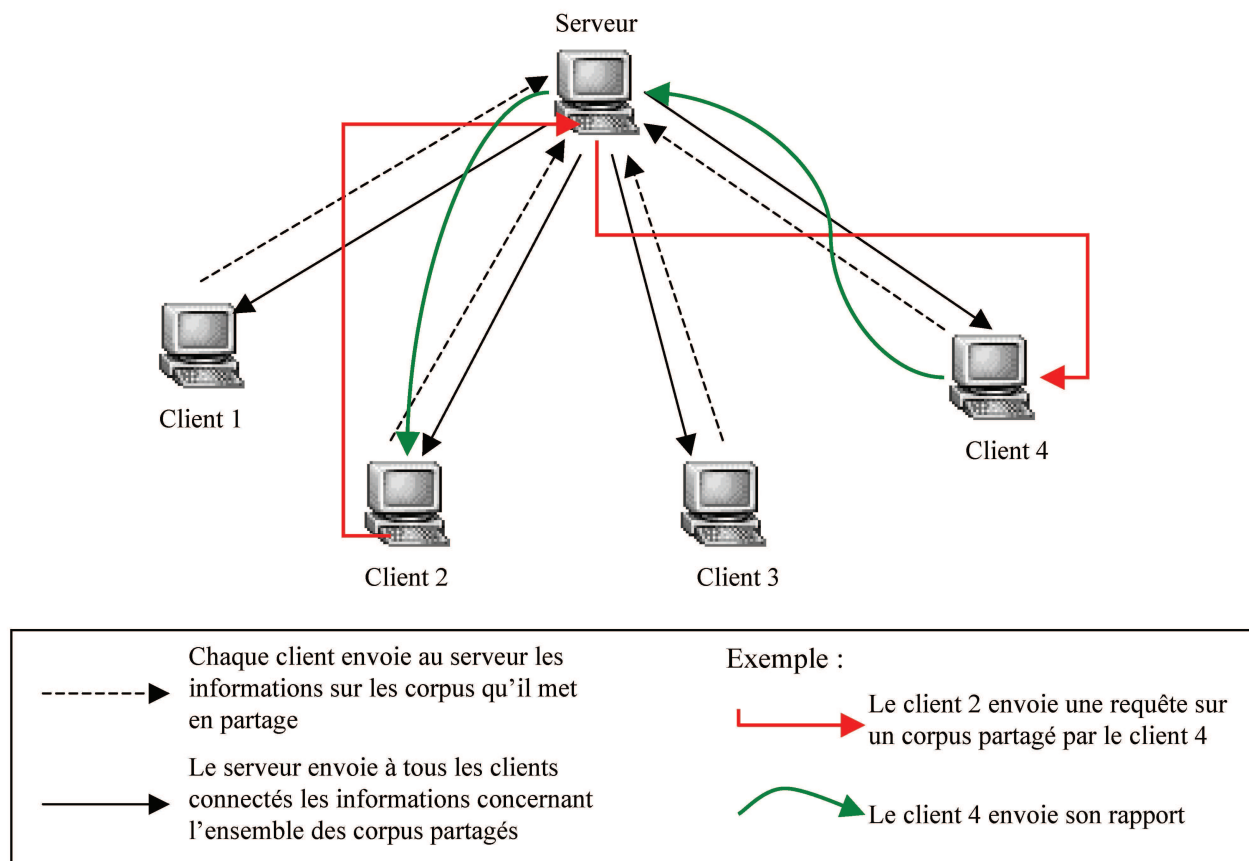 Serveur
Client 1
Client 4
Client 2
Client 3
Chaque client envoie au serveur les
informations sur les corpus qu’il met
en partage
Le serveur envoie à tous les clients
connectés les informations concernant
l’ensemble des corpus partagés
Exemple :
Le client 2 envoie une requête sur
un corpus partagé par le client 4
Le client 4 envoie son rapport